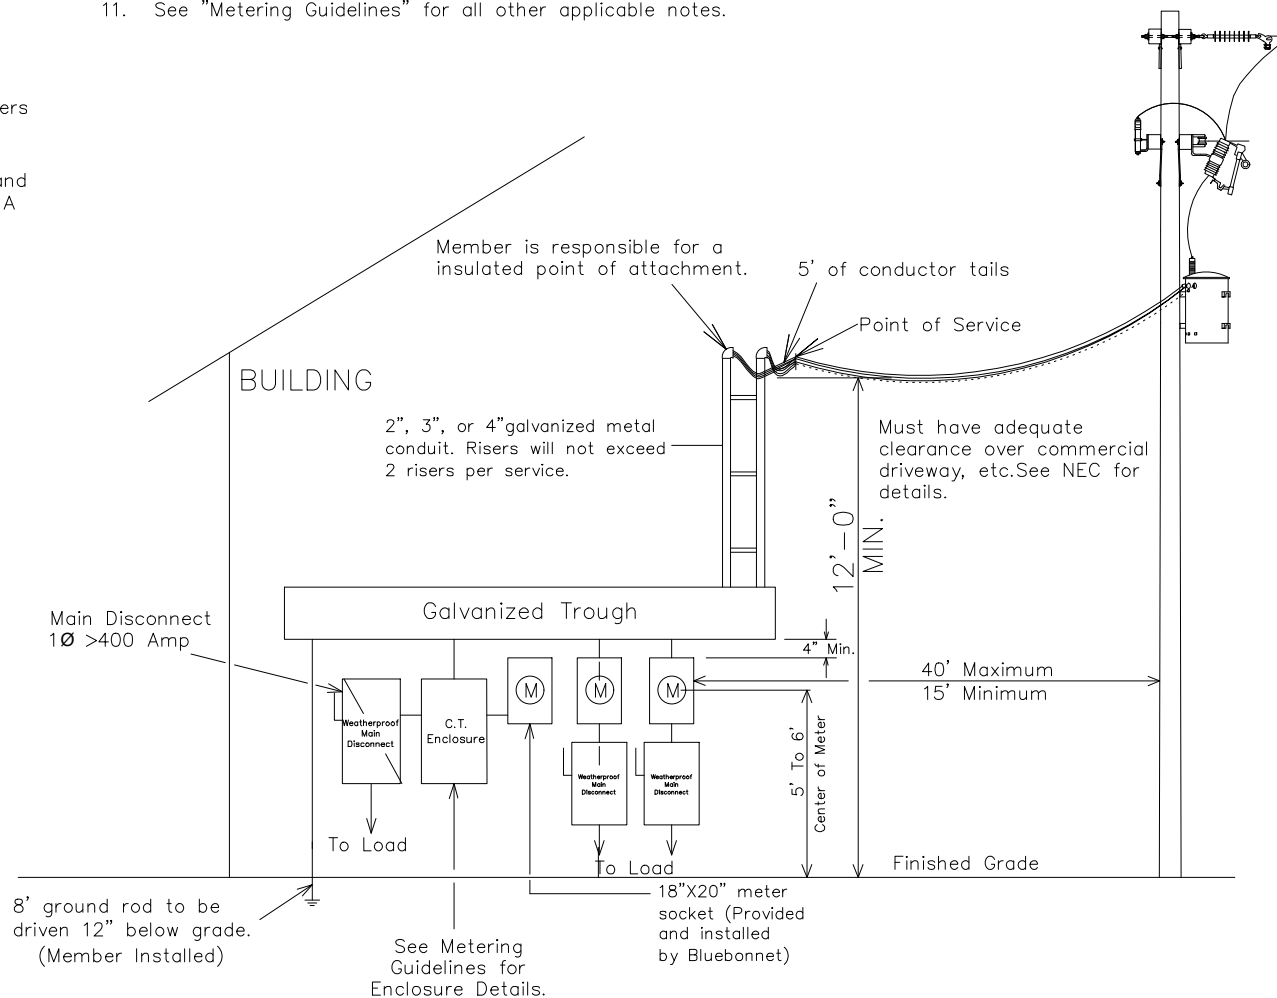 11. See "Metering Guidelines" for all other applicable notes.
ers
and
A
Member is responsible for a
insulated point of attachment.
5' of conductor tails
Point of Service
BUILDING
2", 3", or 4"galvanized metal
conduit. Risers will not exceed
2 risers per service.
Must have adequate
clearance over commercial
driveway, etc.See NEC for
details.
12'-0"
MIN.
Galvanized Trough
Main Disconnect
1Ø >400 Amp
4" Min.
40' Maximum
15' Minimum
M
M
M
Weatherproof
Main
Disconnect
C.T.
Enclosure
Weatherproof
Main
Disconnect
Weatherproof
Main
Disconnect
5' To 6'
Center of Meter
To Load
To Load
Finished Grade
8' ground rod to be
driven 12" below grade.
(Member Installed)
18"X20" meter
socket (Provided
and installed
by Bluebonnet)
See Metering
Guidelines for
Enclosure Details.